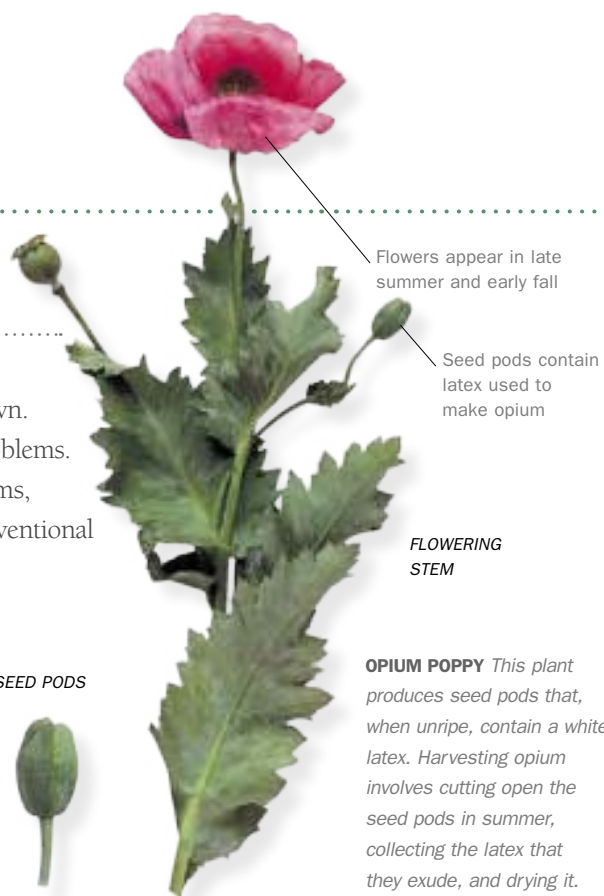 Flowers appear in late
summer and early fall
Seed pods contain
latex used to
make opium
wn.
oblems.
ms,
ventional
FLOWERING
STEM
SEED PODS
OPIUM POPPY This plant
produces seed pods that,
when unripe, contain a white
latex. Harvesting opium
involves cutting open the
seed pods in summer,
collecting the latex that
they exude, and drying it.